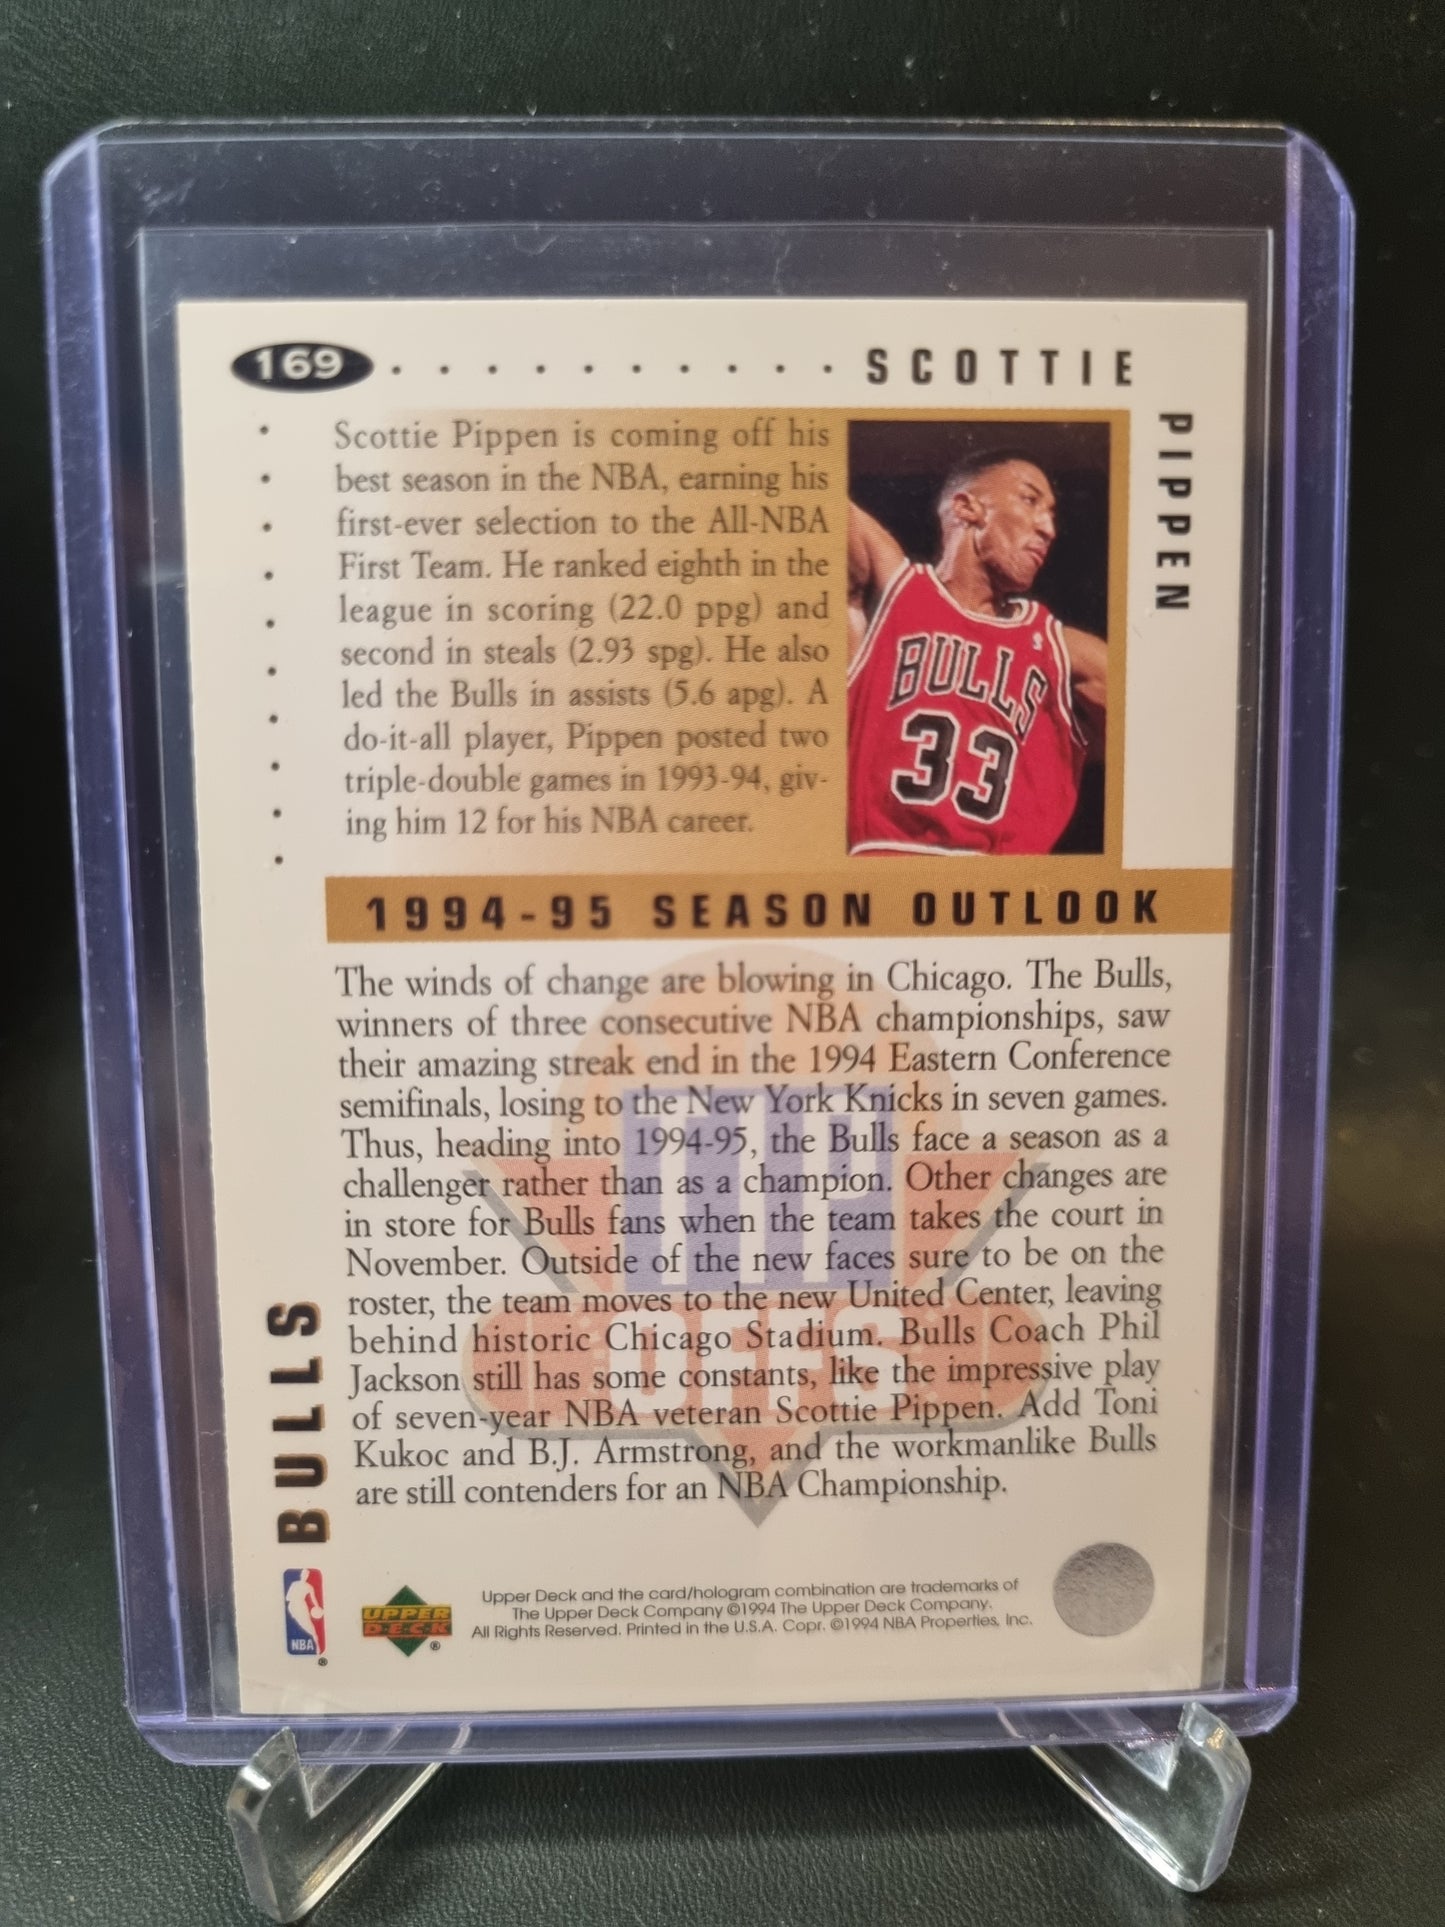 169 SCOTTIE
PIPPEN
Scottie Pippen is coming off his
best season in the NBA, earning his
first-ever selection to the All-NBA
First Team. He ranked eighth in the
league in scoring (22.0 ppg) and
second in steals (2.93 spg). He also
led the Bulls in assists (5.6 apg). A
do-it-all player, Pippen posted two
triple-double games in 1993-94, giv-
ing him 12 for his NBA career.
BULLS
33
1994-95 SEASON OUTLOOK
The winds of change are blowing in Chicago. The Bulls,
winners of three consecutive NBA championships, saw
their amazing streak end in the 1994 Eastern Conference
semifinals, losing to the New York Knicks in seven games.
Thus, heading into 1994-95, the Bulls face a season as a
challenger rather than as a champion. Other changes are
in store for Bulls fans when the team takes the court in
November. Outside of the new faces sure to be on the
roster, the team moves to the new United Center, leaving
behind historic Chicago Stadium. Bulls Coach Phil
Jackson still has some constants, like the impressive play
of seven-year NBA veteran Scottie Pippen. Add Toni
Kukoc and B.J. Armstrong, and the workmanlike Bulls
are still contenders for an NBA Championship.
TIP
OFFS
BULLS
NBA
®
UPPER
DECK
®
Upper Deck and the card/hologram combination are trademarks of
The Upper Deck Company ©1994 The Upper Deck Company.
All Rights Reserved. Printed in the U.S.A. Copr. ©1994 NBA Properties, Inc.